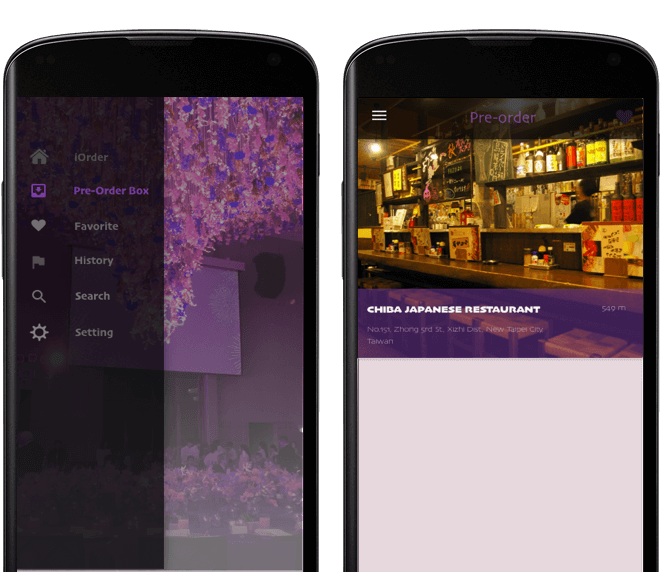 iOrder
Pre-Order Box
Favorite
History
Search
Setting
Pre-order
CHIBA JAPANESE RESTAURANT
549 m
No.151, Zhong 3rd St., Xizhi Dist., New Taipei City,
Taiwan